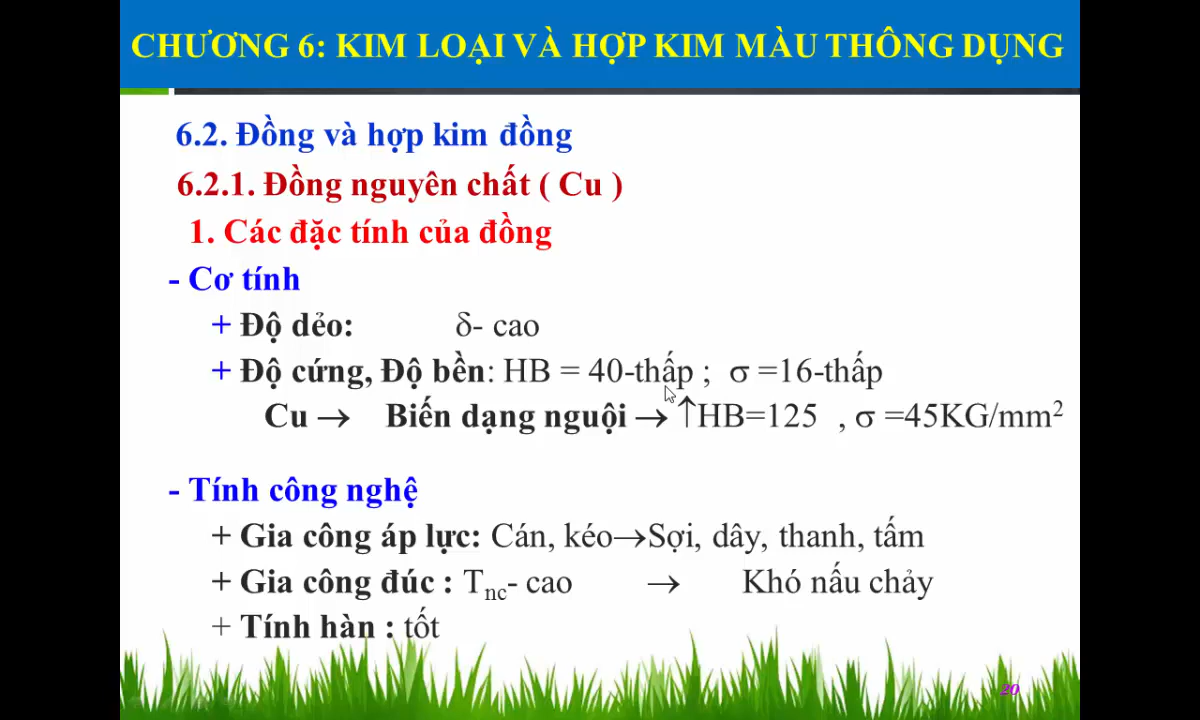 CHƯƠNG 6: KIM LOẠI VÀ HỢP KIM MÀU THÔNG DỤNG
6.2. Đồng và hợp kim đồng
6.2.1. Đồng nguyên chất ( Cu )
1. Các đặc tính của đồng
- Cơ tính
+ Độ dẻo: δ- cao
+ Độ cứng, Độ bền: HB = 40-thấp ; σ =16-thấp
Cu → Biến dạng nguội → ↑HB=125 , σ =45KG/mm²
- Tính công nghệ
+ Gia công áp lực: Cán, kéo→Sợi, dây, thanh, tấm
+ Gia công đúc : Tnc- cao → Khó nấu chảy
+ Tính hàn : tốt
20